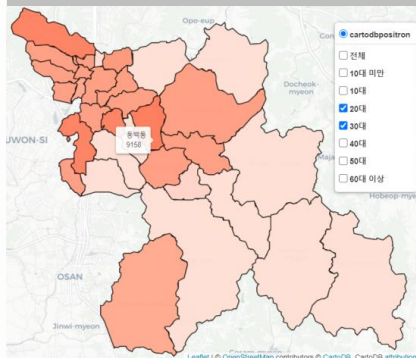 Opo-eup
cartodbpositron
전체
10대 미만
10대
20대
30대
40대
50대
60대 이상
Docheok-
myeon
동백동
9158
UWON-SI
Maja
Hobeop-my
OSAN
Jinwi-myeon
Leaflet | © OpenStreetMap contributors © CartoDB, CartoDB attribution